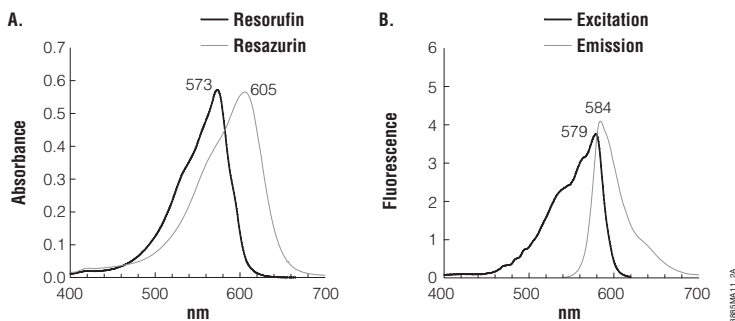 A.
Resorufin
Resazurin
0.7
0.6
0.5
0.4
0.3
0.2
0.1
0.0
Absorbance
573
605
400
500
600
700
nm
B.
Excitation
Emission
6
5
4
3
2
1
0
Fluorescence
584
579
400
500
600
700
nm